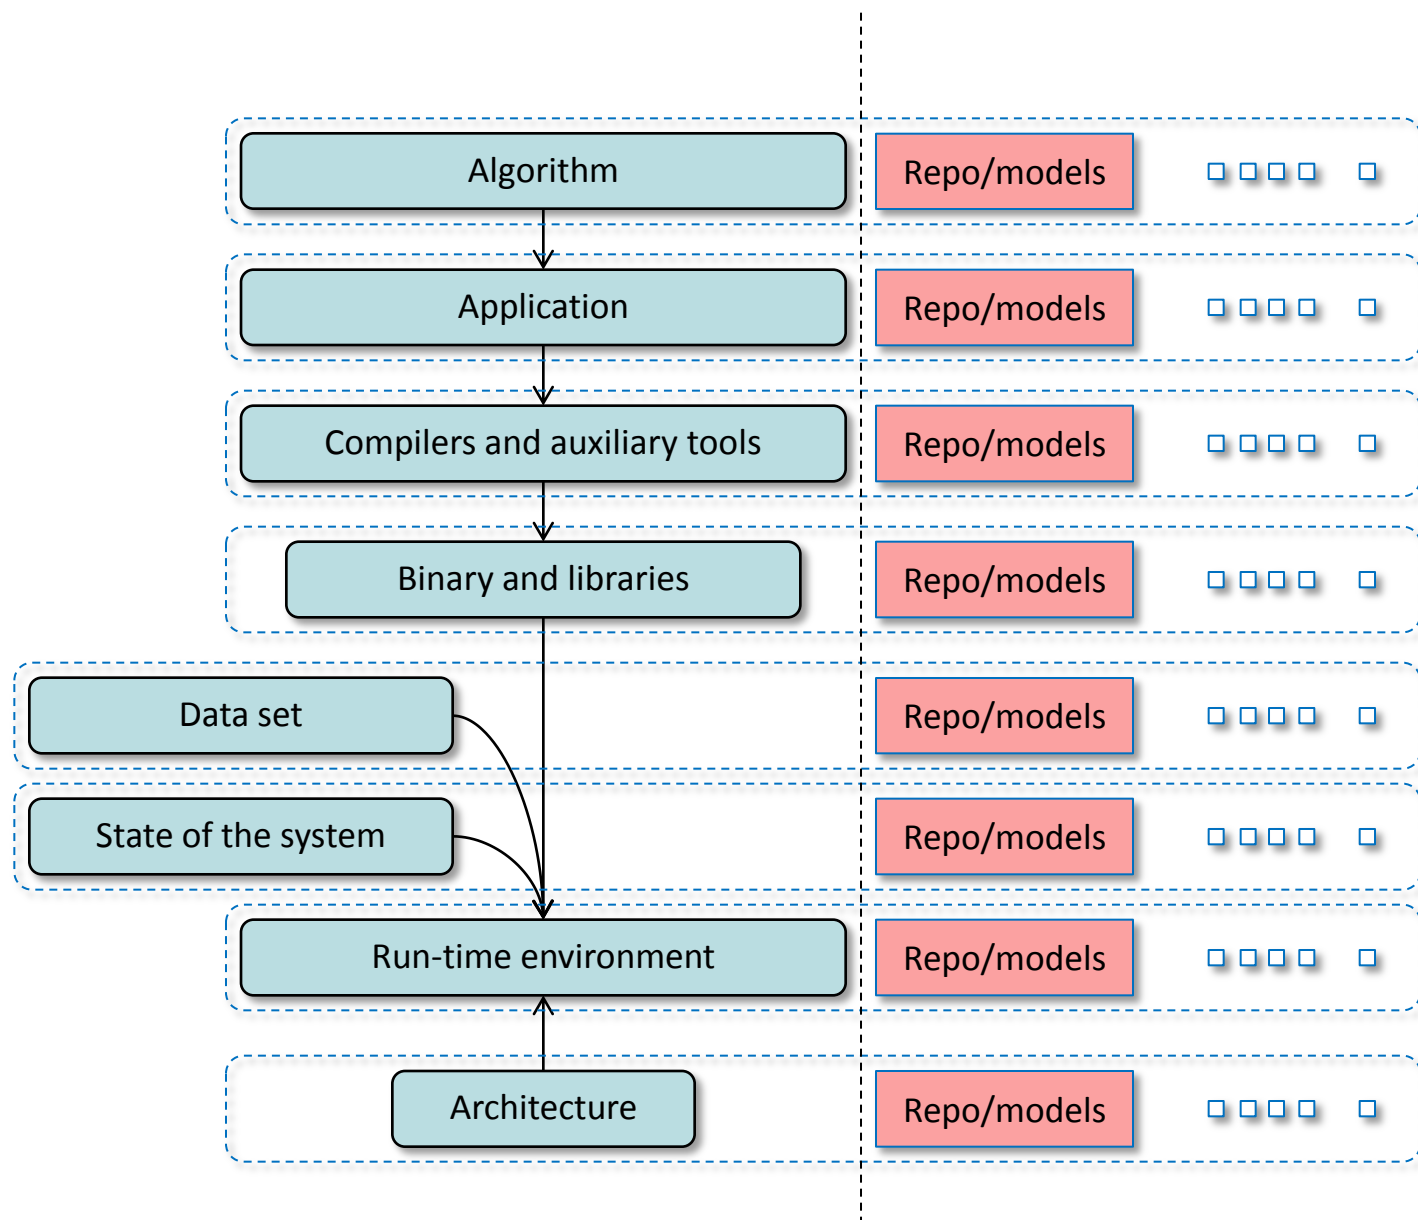 Algorithm
Repo/models
Application
Repo/models
Compilers and auxiliary tools
Repo/models
Binary and libraries
Repo/models
Data set
Repo/models
State of the system
Repo/models
Run-time environment
Repo/models
Architecture
Repo/models